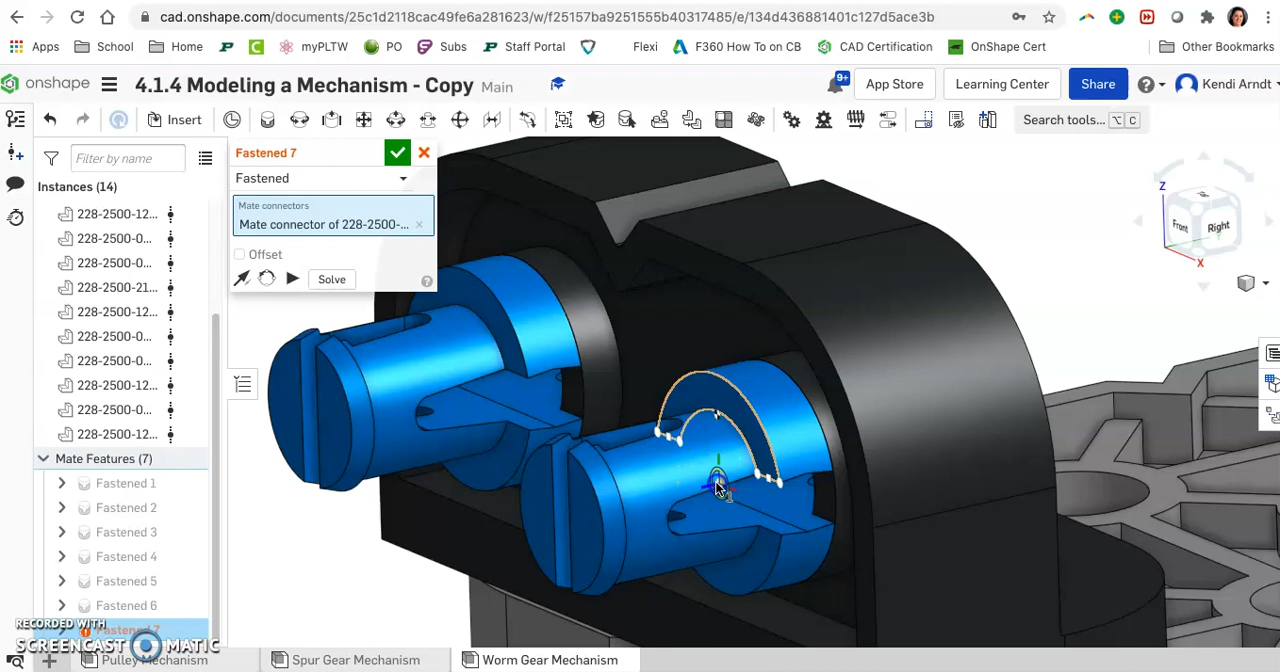 cad.onshape.com/documents/25c1d2118cac49fe6a281623/w/f25157ba9251555b40317485/e/134d436881401c127d5ace3b
Apps School Home myPLTW PO Subs Staff Portal Flexi F360 How To on CB CAD Certification OnShape Cert Other Bookmarks
onshape 4.1.4 Modeling a Mechanism - Copy Main 9+ App Store Learning Center Share Kendi Arndt
Insert Search tools... ⌥ C
Filter by name
Instances (14)
228-2500-12...
228-2500-0...
228-2500-0...
228-2500-21...
228-2500-12...
228-2500-0...
228-2500-0...
228-2500-12...
228-2500-0...
228-2500-12...
Mate Features (7)
Fastened 1
Fastened 2
Fastened 3
Fastened 4
Fastened 5
Fastened 6
Fastened 7
Fastened 7
Fastened
Mate connectors
Mate connector of 228-2500-...
Offset
Solve
Z
Front
Right
X
1
RECORDED WITH
SCREENCAST MATIC
Pulley Mechanism Spur Gear Mechanism Worm Gear Mechanism